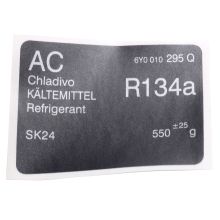 AC 6Y0 010 295 Q
Chladivo
KÄLTEMITTEL R134a
Refrigerant
SK24 550 ±25 g